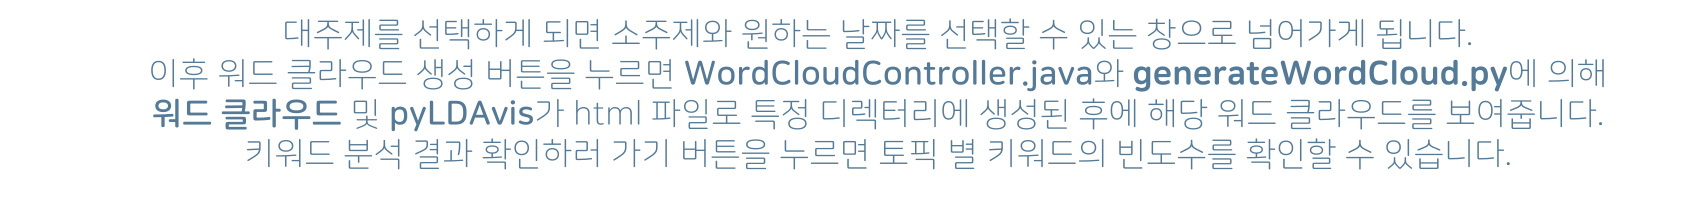 대주제를 선택하게 되면 소주제와 원하는 날짜를 선택할 수 있는 창으로 넘어가게 됩니다.
이후 워드 클라우드 생성 버튼을 누르면 WordCloudController.java와 generateWordCloud.py에 의해
워드 클라우드 및 pyLDAvis가 html 파일로 특정 디렉터리에 생성된 후에 해당 워드 클라우드를 보여줍니다.
키워드 분석 결과 확인하러 가기 버튼을 누르면 토픽 별 키워드의 빈도수를 확인할 수 있습니다.